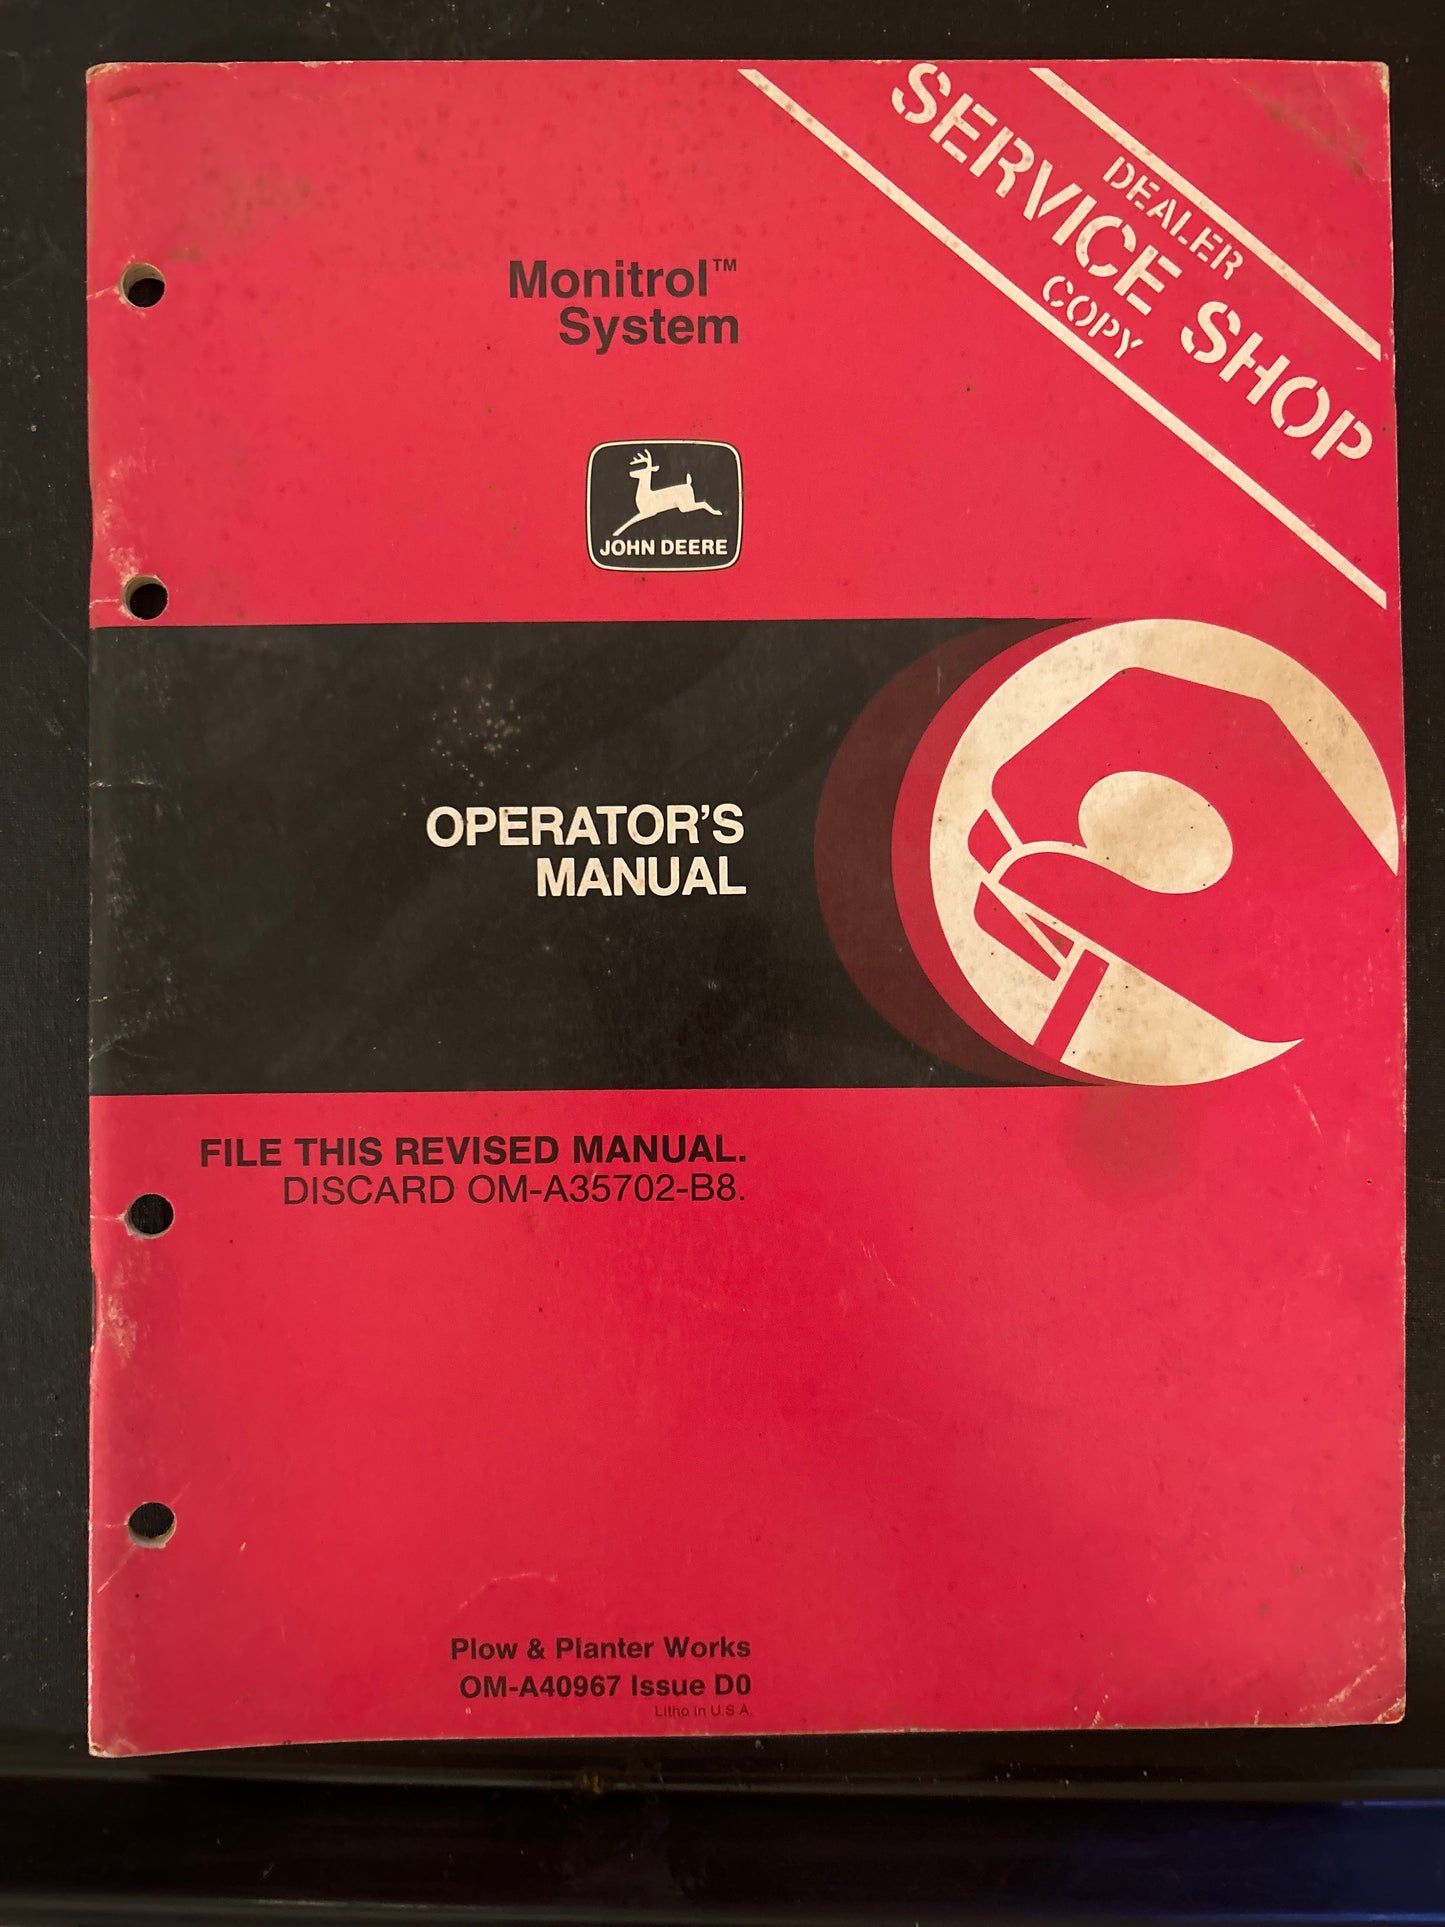 DEALER
SERVICE SHOP
COPY
Monitrol™
System
JOHN DEERE
OPERATOR'S
MANUAL
FILE THIS REVISED MANUAL.
DISCARD OM-A35702-B8.
Plow & Planter Works
OM-A40967 Issue D0
Litho in U.S.A.